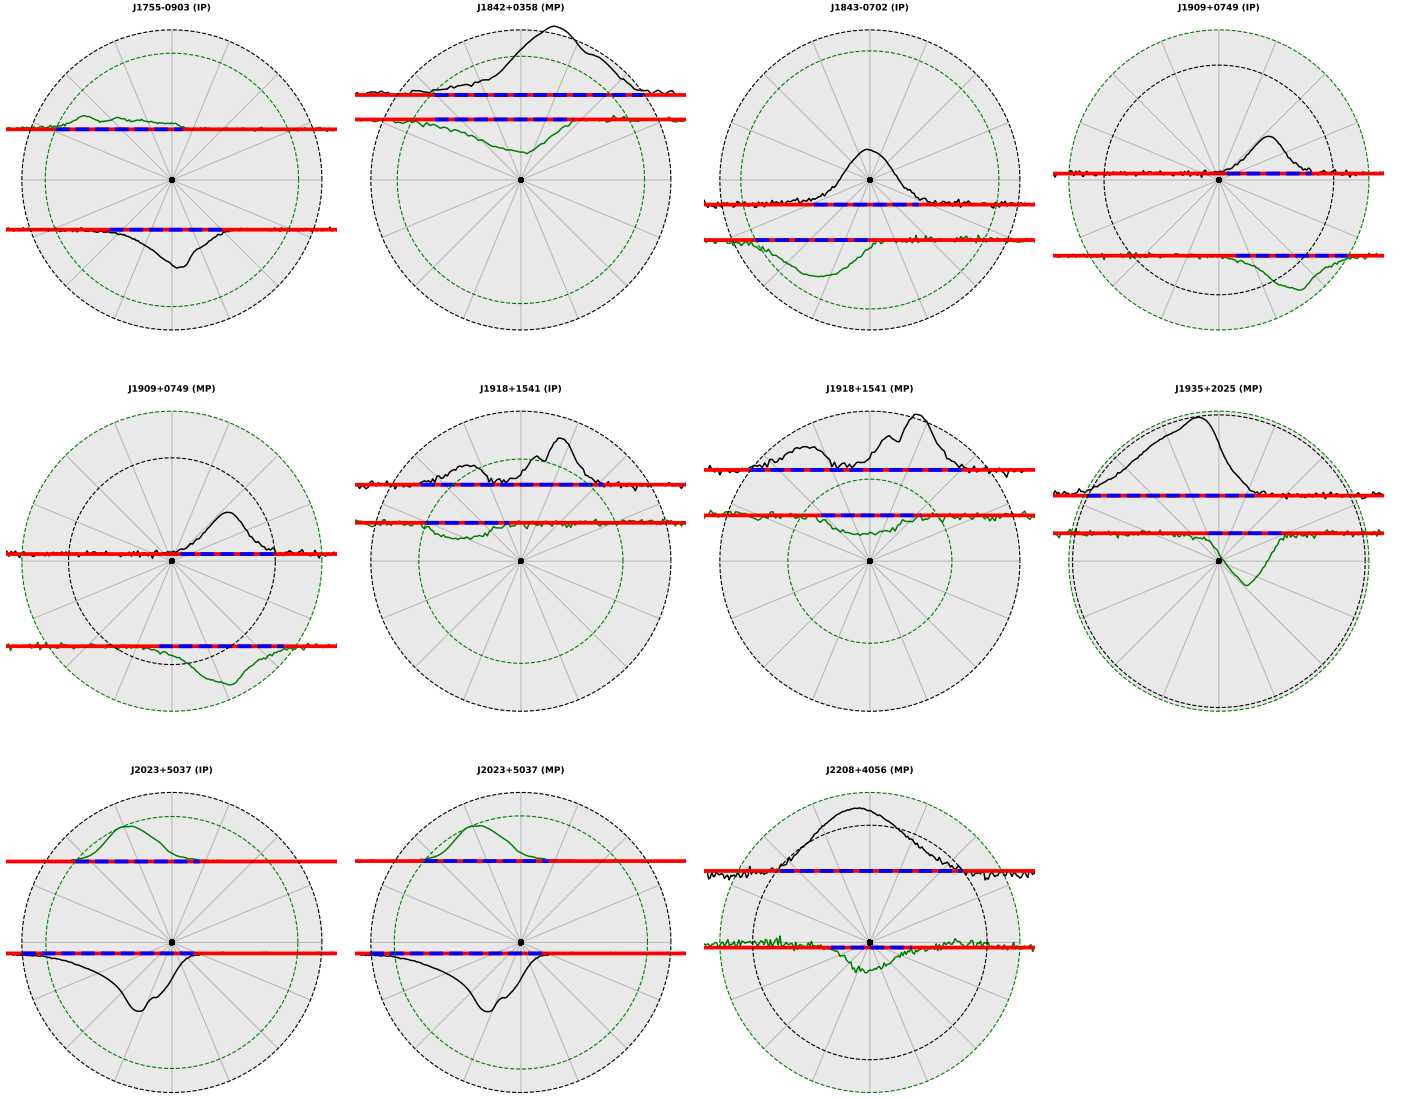 J1755-0903 (IP)
J1842+0358 (MP)
J1843-0702 (IP)
J1909+0749 (IP)
J1909+0749 (MP)
J1918+1541 (IP)
J1918+1541 (MP)
J1935+2025 (MP)
J2023+5037 (IP)
J2023+5037 (MP)
J2208+4056 (MP)